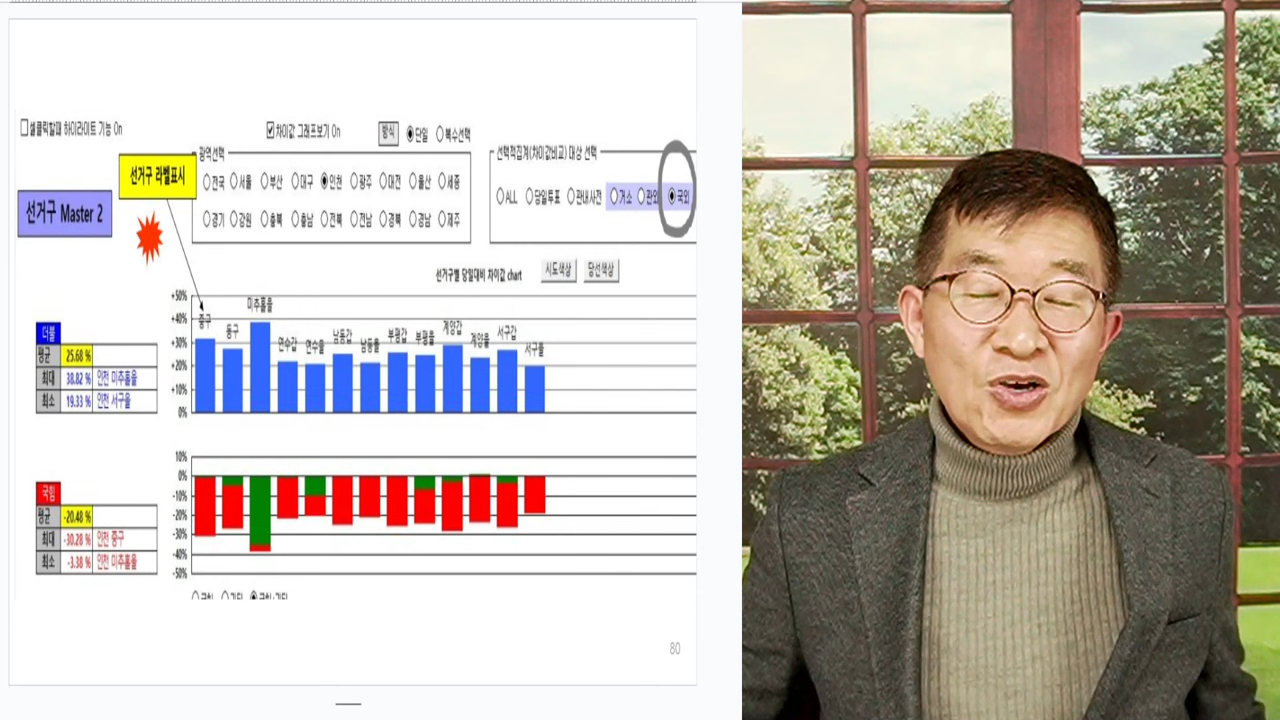 셀클릭할때 하이라이트 기능 On
차이값 그래프보기 On
방식
단일
복수선택
광역선택
전국 서울 부산 대구 인천 광주 대전 울산 세종
경기 강원 충북 충남 전북 전남 경북 경남 제주
선택적집계(차이값비교) 대상 선택
ALL 당일투표 관내사전 거소 관외 국외
선거구 라벨표시
선거구 Master 2
선거구별 당일대비 차이값 chart
시도색상
당선색상
더불
평균 25.68 %
최대 38.82 % 인천 미추홀을
최소 19.33 % 인천 서구을
+50%
+40%
+30%
+20%
+10%
0%
중구 동구 미추홀을 연수갑 연수을 남동갑 남동을 부평갑 부평을 계양갑 계양을 서구갑 서구을
국힘
평균 -20.48 %
최대 -30.28 % 인천 중구
최소 -3.38 % 인천 미추홀을
10%
0%
-10%
-20%
-30%
-40%
-50%
80